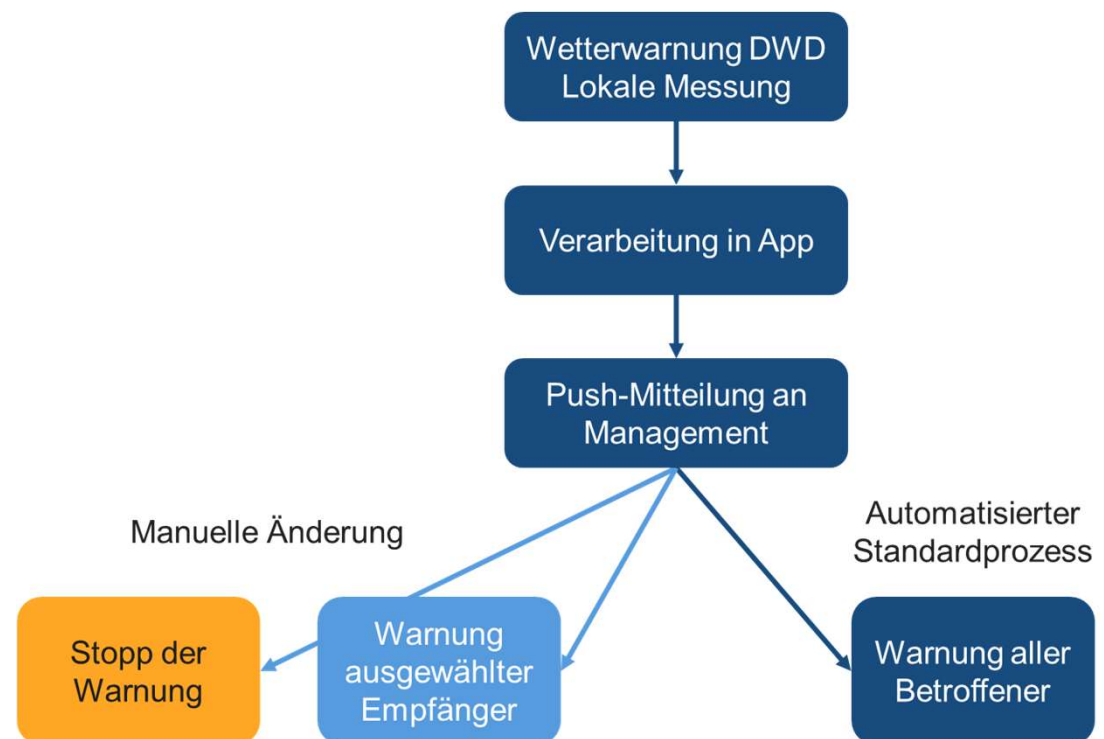 Wetterwarnung DWD
Lokale Messung
Verarbeitung in App
Push-Mitteilung an
Management
Manuelle Änderung
Automatisierter
Standardprozess
Stopp der
Warnung
Warnung
ausgewählter
Empfänger
Warnung aller
Betroffener